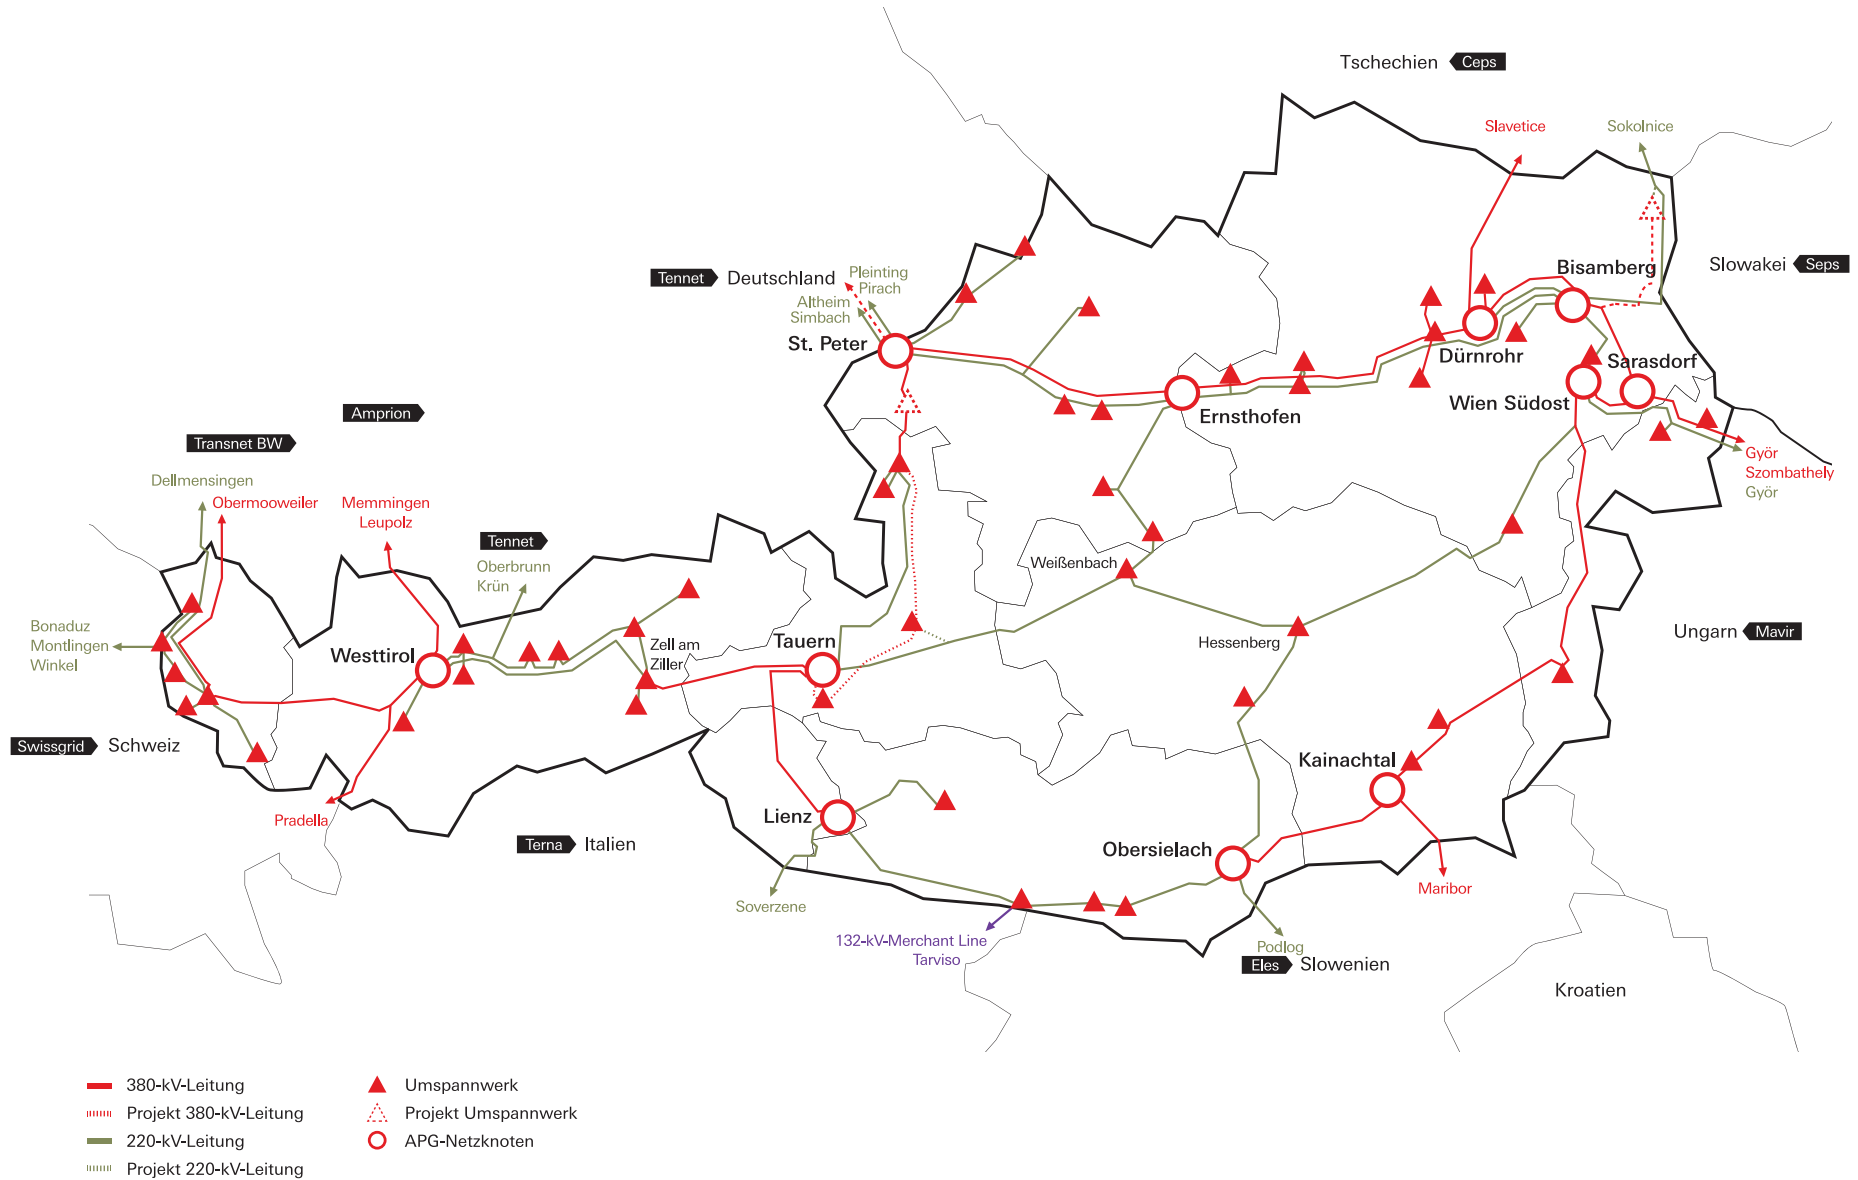 Tschechien
Ceps
Slavetice
Sokolnice
Tennet
Deutschland
Pleinting
Pirach
Altheim
Simbach
St. Peter
Bisamberg
Slowakei
Seps
Dürnrohr
Sarasdorf
Wien Südost
Ernsthofen
Amprion
Transnet BW
Dellmensingen
Obermooweiler
Memmingen
Leupolz
Györ
Szombathely
Györ
Tennet
Oberbrunn
Krün
Weißenbach
Bonaduz
Montlingen
Winkel
Westtirol
Zell am
Ziller
Tauern
Hessenberg
Ungarn
Mavir
Swissgrid
Schweiz
Kainachtal
Pradella
Lienz
Terna
Italien
Obersielach
Maribor
Soverzene
132-kV-Merchant Line
Tarviso
Podlog
Eles
Slowenien
Kroatien
380-kV-Leitung
Projekt 380-kV-Leitung
220-kV-Leitung
Projekt 220-kV-Leitung
Umspannwerk
Projekt Umspannwerk
APG-Netzknoten